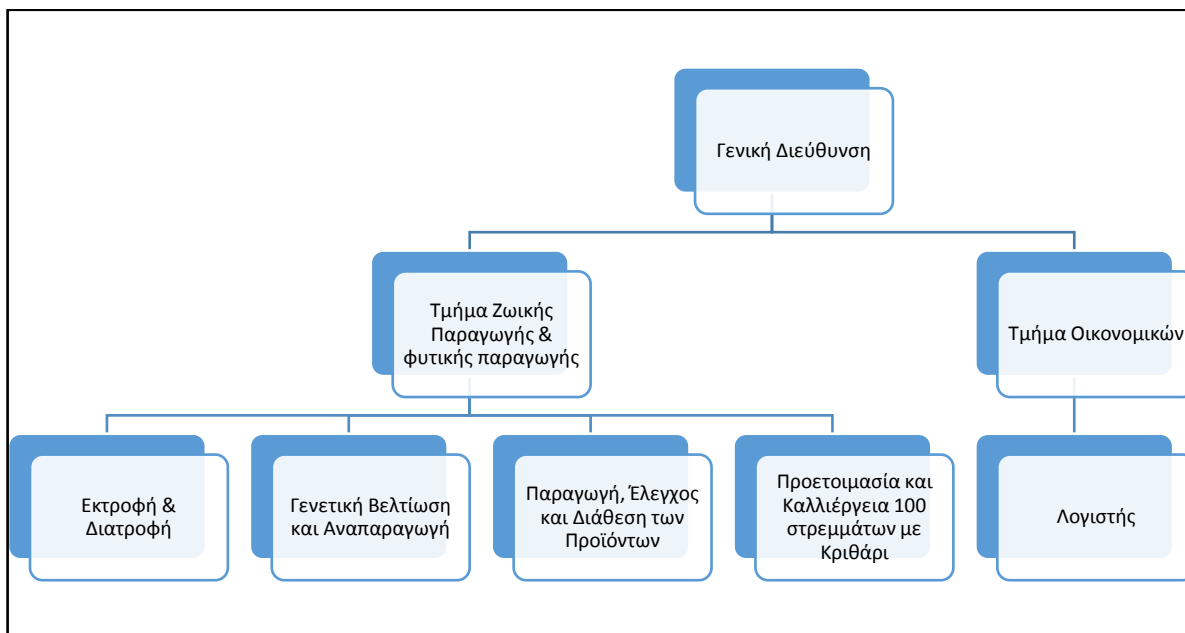 Γενική Διεύθυνση
Τμήμα Ζωικής
Παραγωγής &
φυτικής παραγωγής
Τμήμα Οικονομικών
Εκτροφή &
Διατροφή
Γενετική Βελτίωση
και Αναπαραγωγή
Παραγωγή, Έλεγχος
και Διάθεση των
Προϊόντων
Προετοιμασία και
Καλλιέργεια 100
στρεμμάτων με
Κριθάρι
Λογιστής